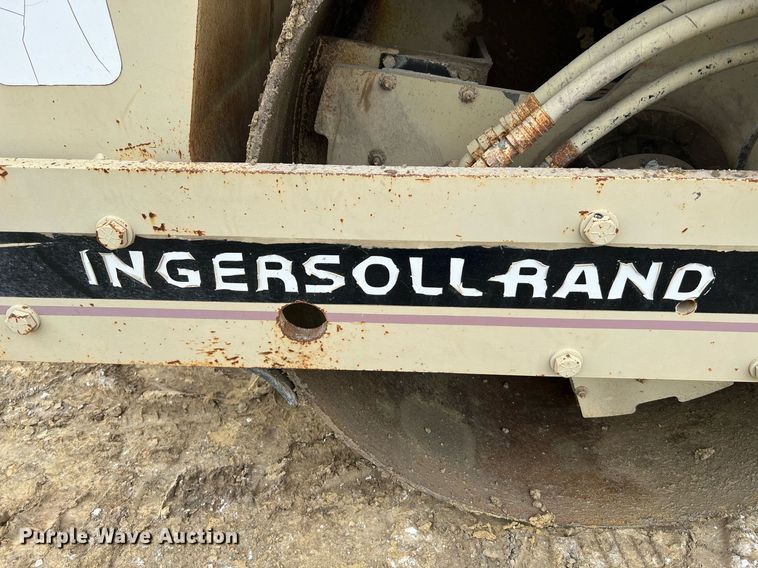 INGERSOLL-RAND
Purple Wave Auction